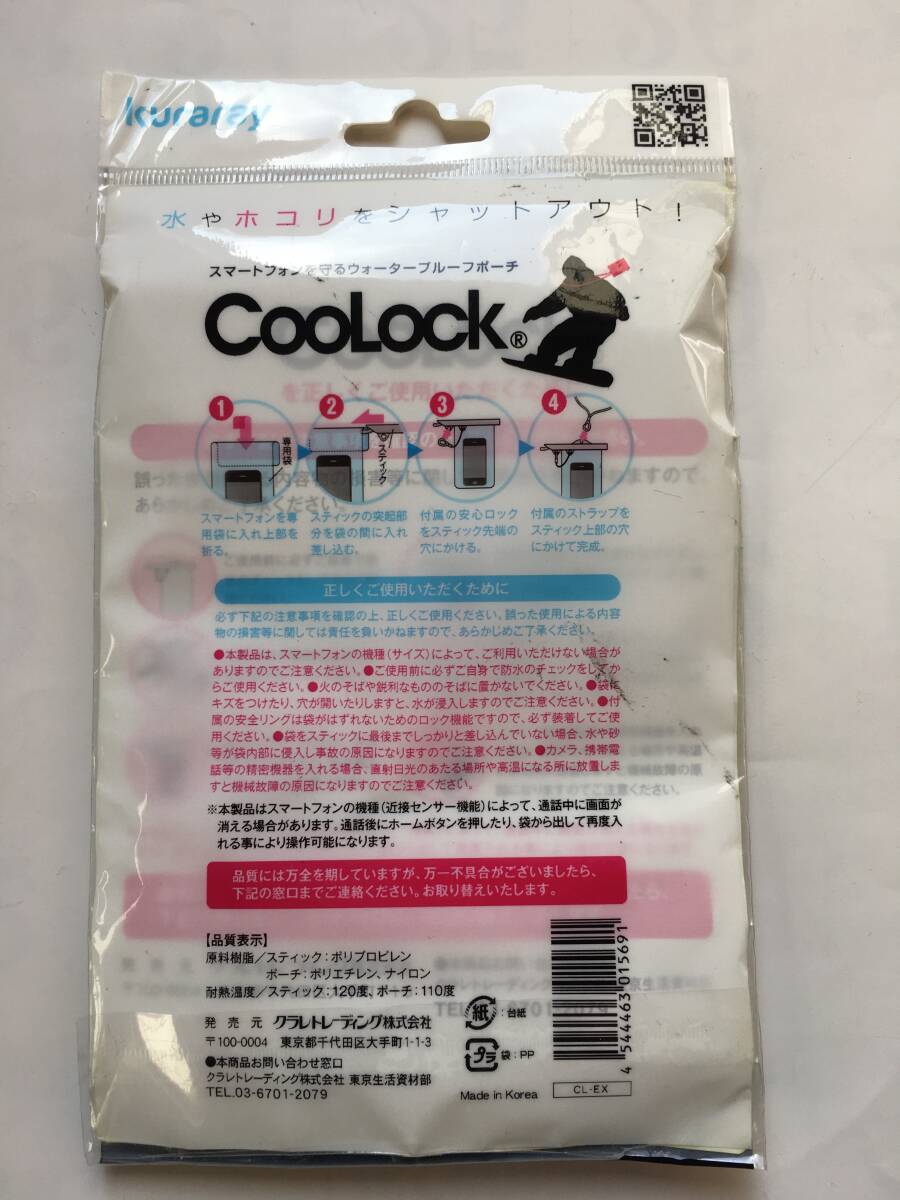 kuraray
水やホコリをシャットアウト!
スマートフォンを守るウォータープルーフポーチ
CooLock®
1
2
3
4
専用袋
スティック
スマートフォンを専
用袋に入れ上部を
祈る。
スティックの突起部
分を袋の間に入れ
差し込む。
付属の安心ロック
をスティック先端の
穴にかける。
付属のストラップを
スティック上部の穴
にかけて完成。
正しくご使用いただくために
必ず下記の注意事項を確認の上、正しくご使用ください。誤った使用による内容
物の損害等に関しては責任を負いかねますので、あらかじめご了承ください。
●本製品は、スマートフォンの機種(サイズ)によって、ご利用いただけない場合が
ありますのでご注意ください。●ご使用前に必ずご自身で防水のチェックをしてか
らご使用ください。●火のそばや鋭利なもののそばに置かないでください。●袋に
キズをつけたり、穴が開いたりしますと、水が浸入しますのでご注意ください。●付
属の安全リングは袋がはずれないためのロック機能ですので、必ず装着してご使
用ください。●袋をスティックに最後までしっかりと差し込んでいない場合、水や砂
等が袋内部に侵入し事故の原因になりますのでご注意ください。●カメラ、携帯電
話等の精密機器を入れる場合、直射日光のあたる場所や高温になる所に放置しま
すと機械故障の原因になりますのでご注意ください。
※本製品はスマートフォンの機種(近接センサー機能)によって、通話中に画面が
消える場合があります。通話後にホームボタンを押したり、袋から出して再度入
れる事により操作可能になります。
品質には万全を期していますが、万一不具合がございましたら、
下記の窓口までご連絡ください。お取り替えいたします。
【品質表示】
原料樹脂/スティック:ポリプロピレン
ポーチ:ポリエチレン、ナイロン
耐熱温度/スティック:120度、ポーチ:110度
発売元 クラレトレーディング株式会社
〒100-0004 東京都千代田区大手町1-1-3
●本商品お問い合わせ窓口
クラレトレーディング株式会社 東京生活資材部
TEL.03-6701-2079
紙:台紙
プラ 袋:PP
Made in Korea
CL-EX
4 544463 015691